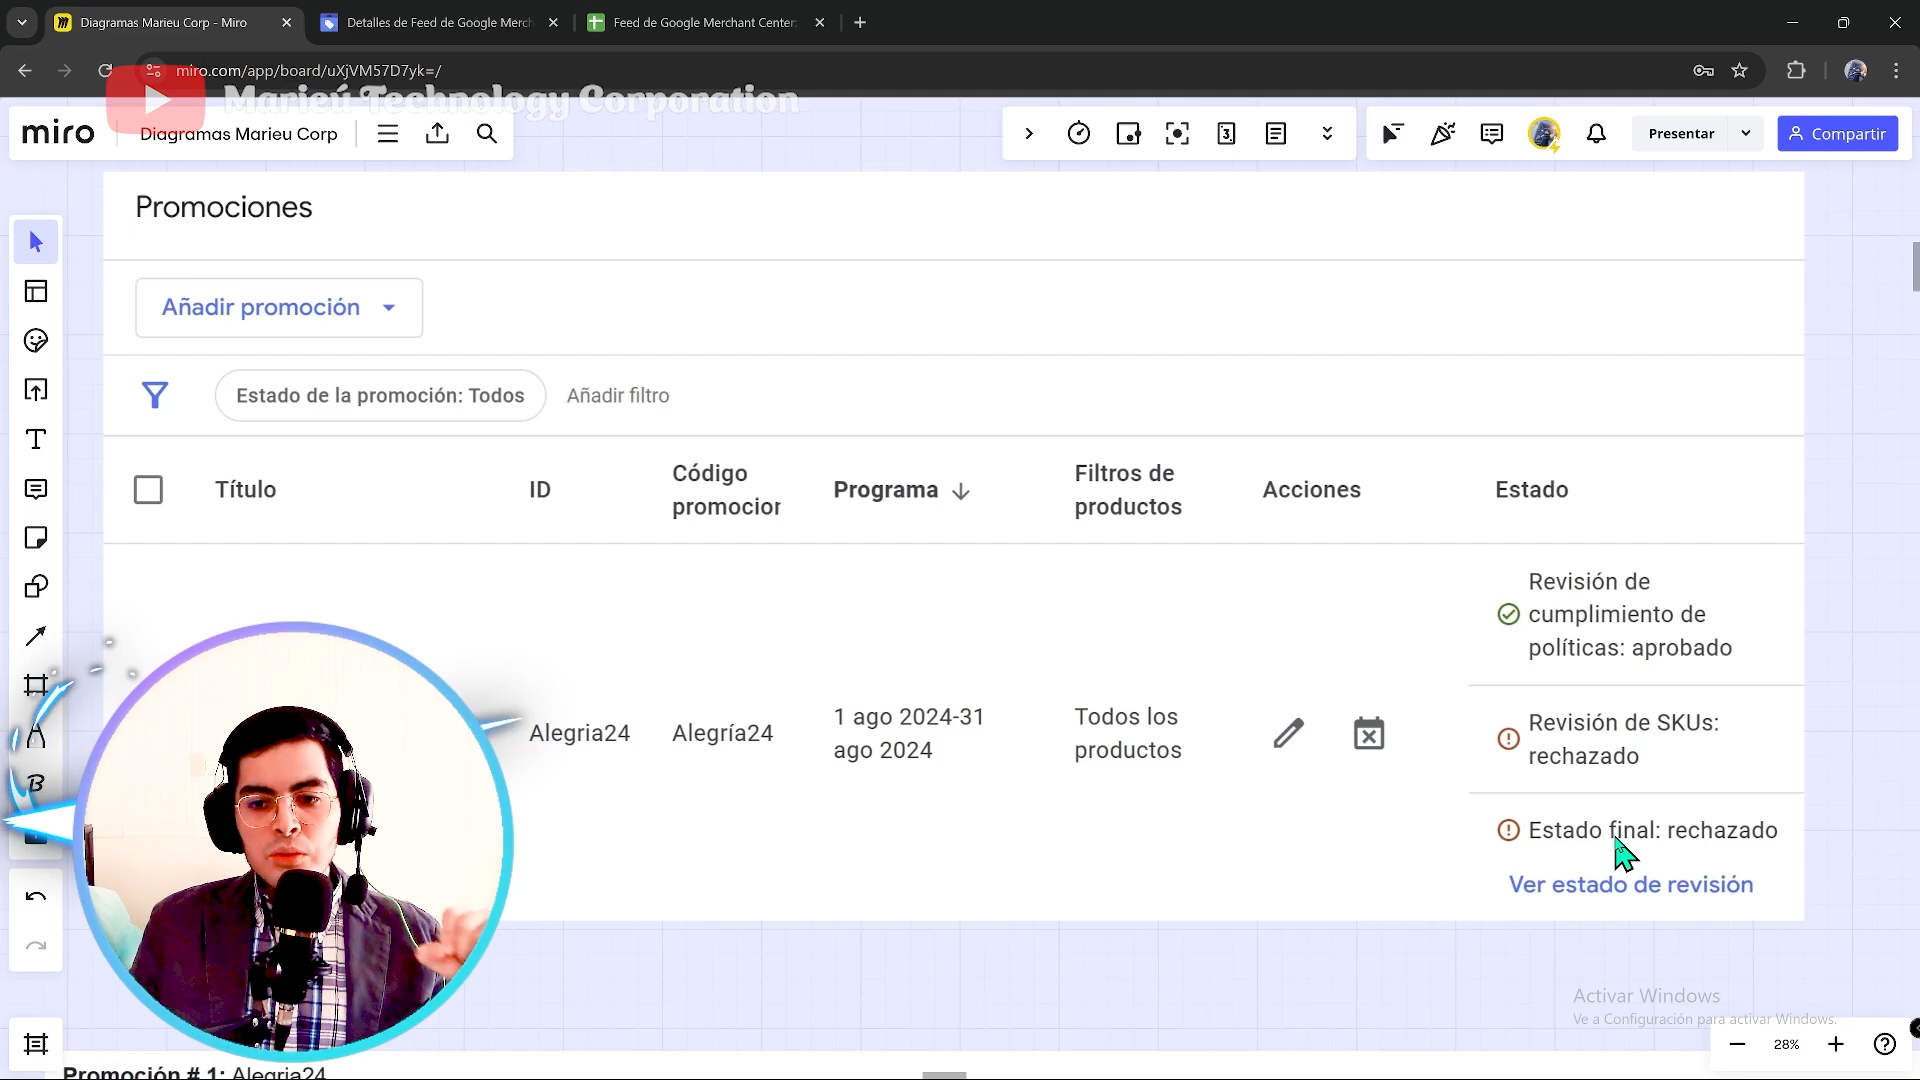 Diagramas Marieu Corp - Miro
Detalles de Feed de Google Merch
Feed de Google Merchant Center:
miro.com/app/board/uXjVM57D7yk=/
Marieú Technology Corporation
miro
Diagramas Marieu Corp
3
Presentar
Compartir
Promociones
Añadir promoción
Estado de la promoción: Todos
Añadir filtro
Título
ID
Código
promocior
Programa
Filtros de
productos
Acciones
Estado
Revisión de
cumplimiento de
políticas: aprobado
Alegria24
Alegría24
1 ago 2024-31
ago 2024
Todos los
productos
Revisión de SKUs:
rechazado
Estado final: rechazado
Ver estado de revisión
Activar Windows
Ve a Configuración para activar Windows.
28%
Promoción # 1: Alegria24